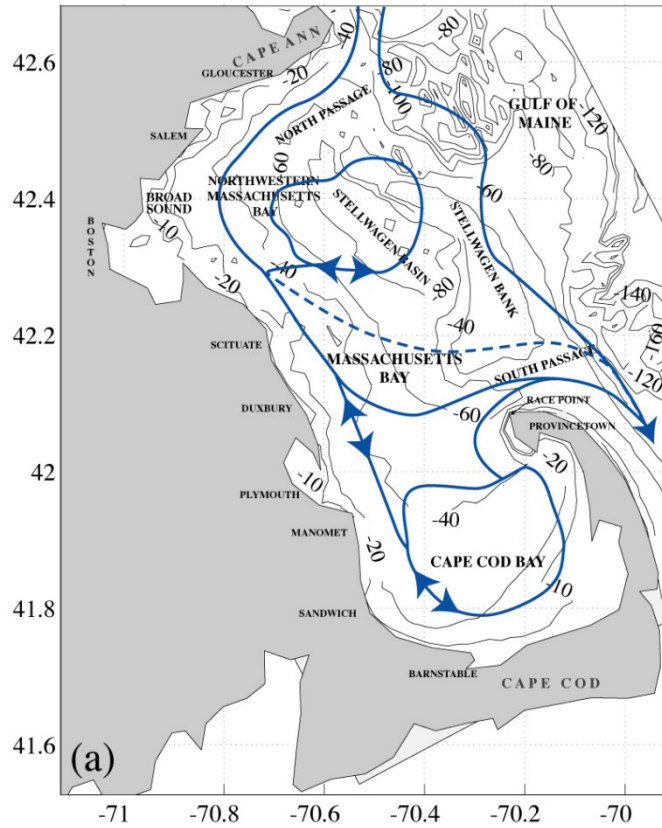 CAPE ANN
-40
-80
42.6
GLOUCESTER
-20
-80
-100
GULF OF
MAINE
-120
NORTH PASSAGE
SALEM
-60
-80
42.4
NORTHWESTERN
MASSACHUSETTS
BAY
-60
BROAD
SOUND
-10
BOSTON
STELLWAGEN BASIN
STELLWAGEN BANK
-40
-20
-80
-140
42.2
SCITUATE
-40
-160
MASSACHUSETTS
BAY
SOUTH PASSAGE
-120
DUXBURY
-60
RACE POINT
PROVINCETOWN
42
-10
-20
PLYMOUTH
-40
MANOMET
-20
CAPE COD BAY
-10
41.8
SANDWICH
BARNSTABLE
CAPE COD
41.6
(a)
-71
-70.8
-70.6
-70.4
-70.2
-70